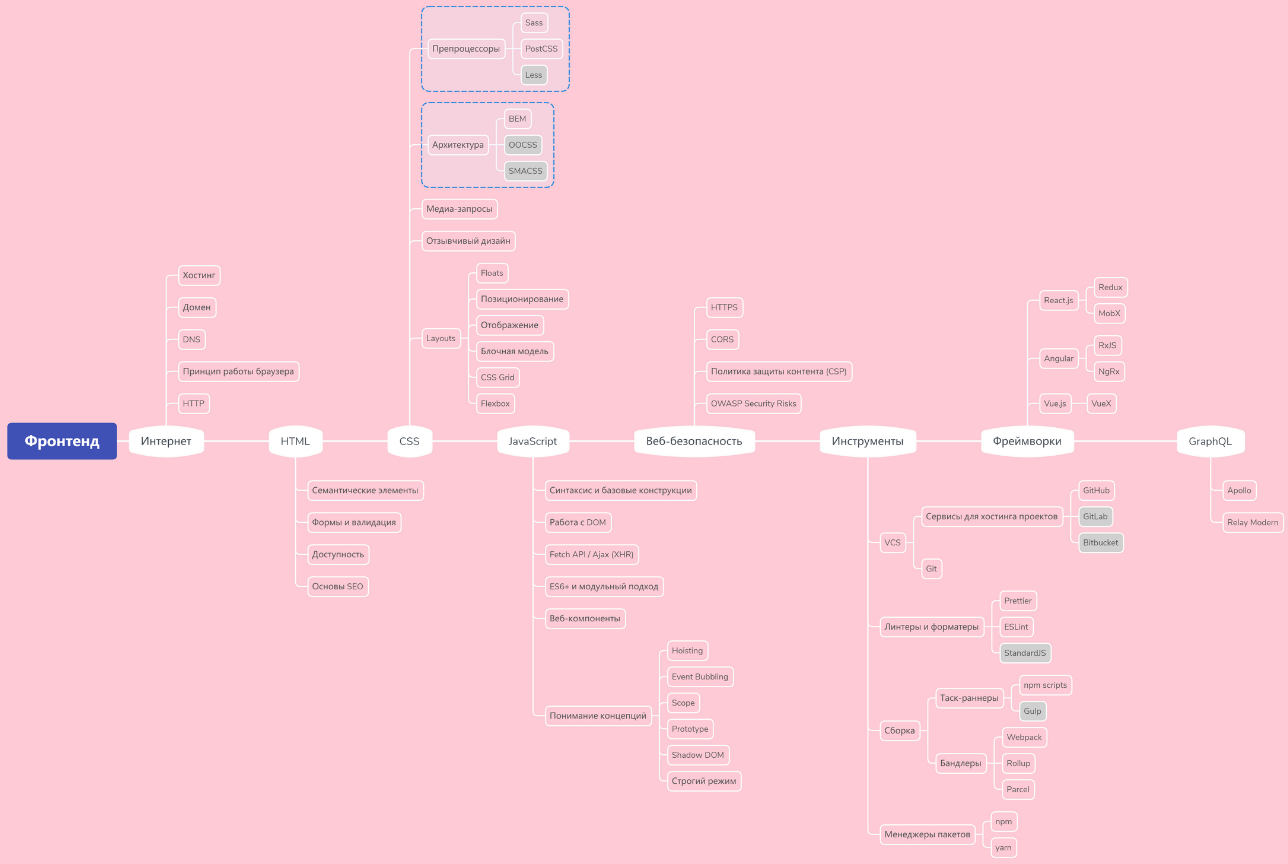 Фронтенд
Интернет
Хостинг
Домен
DNS
Принцип работы браузера
HTTP
HTML
Семантические элементы
Формы и валидация
Доступность
Основы SEO
CSS
Препроцессоры
Sass
PostCSS
Less
Архитектура
BEM
OOCSS
SMACSS
Медиа-запросы
Отзывчивый дизайн
Layouts
Floats
Позиционирование
Отображение
Блочная модель
CSS Grid
Flexbox
JavaScript
Синтаксис и базовые конструкции
Работа с DOM
Fetch API / Ajax (XHR)
ES6+ и модульный подход
Веб-компоненты
Понимание концепций
Hoisting
Event Bubbling
Scope
Prototype
Shadow DOM
Строгий режим
Веб-безопасность
HTTPS
CORS
Политика защиты контента (CSP)
OWASP Security Risks
Инструменты
VCS
Сервисы для хостинга проектов
GitHub
GitLab
Bitbucket
Git
Линтеры и форматеры
Prettier
ESLint
StandardJS
Сборка
Таск-раннеры
npm scripts
Gulp
Бандлеры
Webpack
Rollup
Parcel
Менеджеры пакетов
npm
yarn
Фреймворки
React.js
Redux
MobX
Angular
RxJS
NgRx
Vue.js
VueX
GraphQL
Apollo
Relay Modern